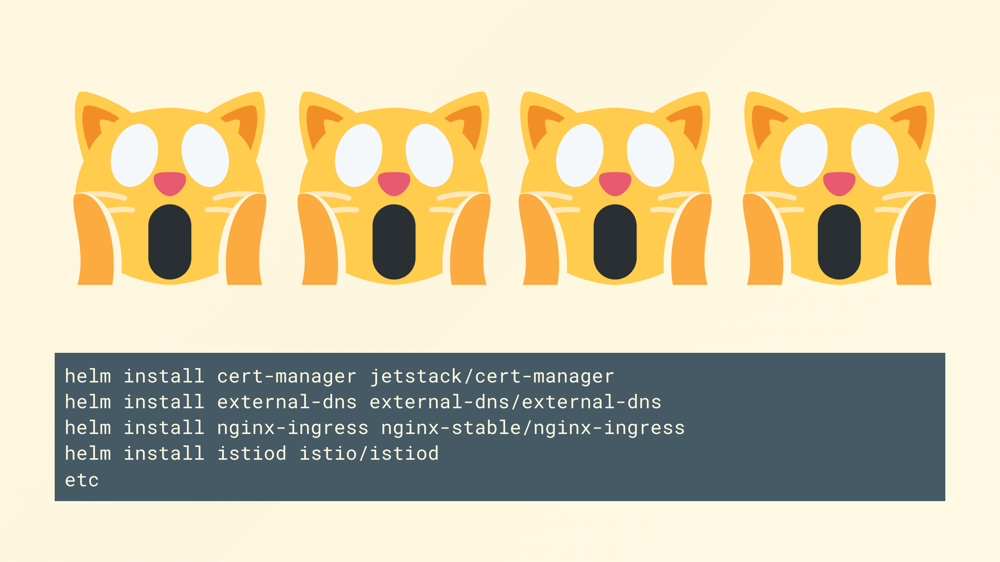 helm install cert-manager jetstack/cert-manager
helm install external-dns external-dns/external-dns
helm install nginx-ingress nginx-stable/nginx-ingress
helm install istiod istio/istiod
etc